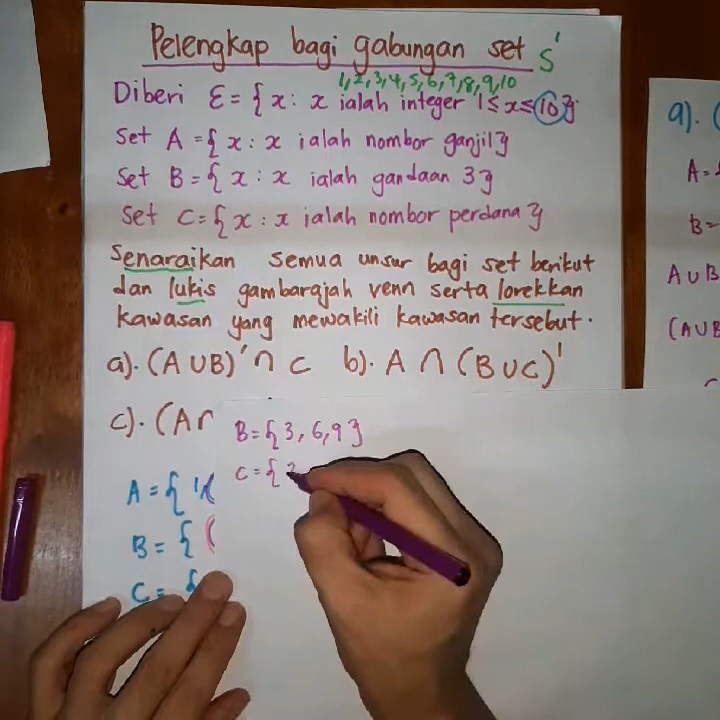 Pelengkap bagi gabungan set S'
1,2,3,4,5,6,7,8,9,10
Diberi ε = { x : x ialah integer 1 ≤ x ≤ 10 }
Set A = { x : x ialah nombor ganjil }
Set B = { x : x ialah gandaan 3 }
Set C = { x : x ialah nombor perdana }
Senaraikan semua unsur bagi set berikut
dan lukis gambarajah venn serta lorekkan
kawasan yang mewakili kawasan tersebut.
a). (A ∪ B)' ∩ C b). A ∩ (B ∪ C)'
c). (A ∩
B = { 3, 6, 9 }
C = {
A = { 1
B = {
C = {
a). (
A =
B =
A ∪ B
(A ∪ B